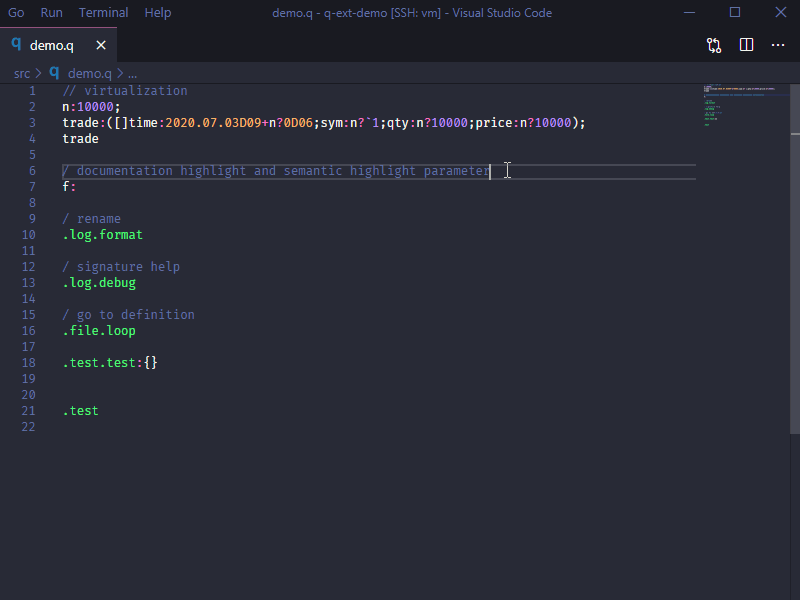 Go Run Terminal Help demo.q - q-ext-demo [SSH: vm] - Visual Studio Code
q demo.q
src > q demo.q > ...
1 // virtualization
2 n:10000;
3 trade:([]time:2020.07.03D09+n?0D06;sym:n?`1;qty:n?10000;price:n?10000);
4 trade
5
6 / documentation highlight and semantic highlight parameter
7 f:
8
9 / rename
10 .log.format
11
12 / signature help
13 .log.debug
14
15 / go to definition
16 .file.loop
17
18 .test.test:{}
19
20
21 .test
22